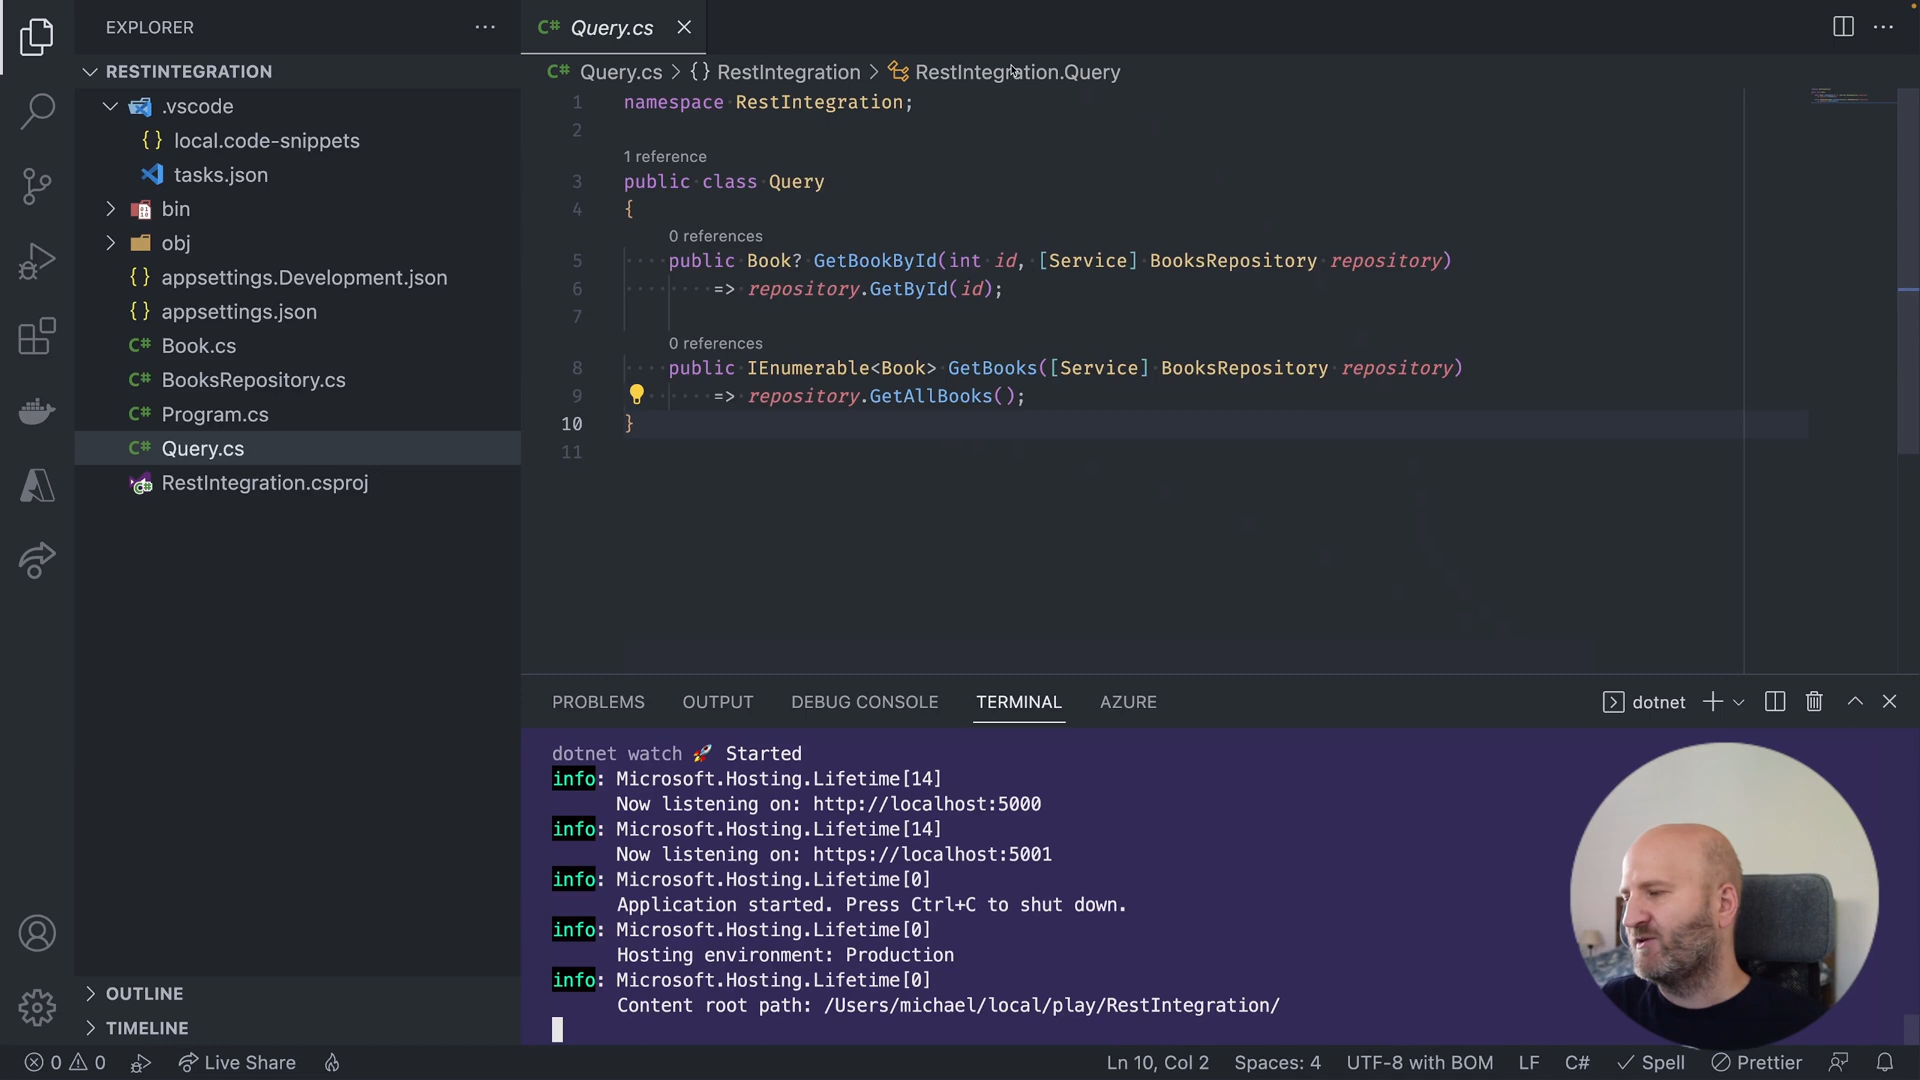 EXPLORER
RESTINTEGRATION
.vscode
{} local.code-snippets
tasks.json
bin
obj
{} appsettings.Development.json
{} appsettings.json
C# Book.cs
C# BooksRepository.cs
C# Program.cs
C# Query.cs
RestIntegration.csproj
OUTLINE
TIMELINE
C# Query.cs
C# Query.cs > {} RestIntegration > RestIntegration.Query
1 namespace RestIntegration;
2
1 reference
3 public class Query
4 {
0 references
5 public Book? GetBookById(int id, [Service] BooksRepository repository)
6 => repository.GetById(id);
7
0 references
8 public IEnumerable<Book> GetBooks([Service] BooksRepository repository)
9 => repository.GetAllBooks();
10 }
11
PROBLEMS OUTPUT DEBUG CONSOLE TERMINAL AZURE dotnet
dotnet watch 🚀 Started
info: Microsoft.Hosting.Lifetime[14]
Now listening on: http://localhost:5000
info: Microsoft.Hosting.Lifetime[14]
Now listening on: https://localhost:5001
info: Microsoft.Hosting.Lifetime[0]
Application started. Press Ctrl+C to shut down.
info: Microsoft.Hosting.Lifetime[0]
Hosting environment: Production
info: Microsoft.Hosting.Lifetime[0]
Content root path: /Users/michael/local/play/RestIntegration/
0 0 Live Share Ln 10, Col 2 Spaces: 4 UTF-8 with BOM LF C# Spell Prettier